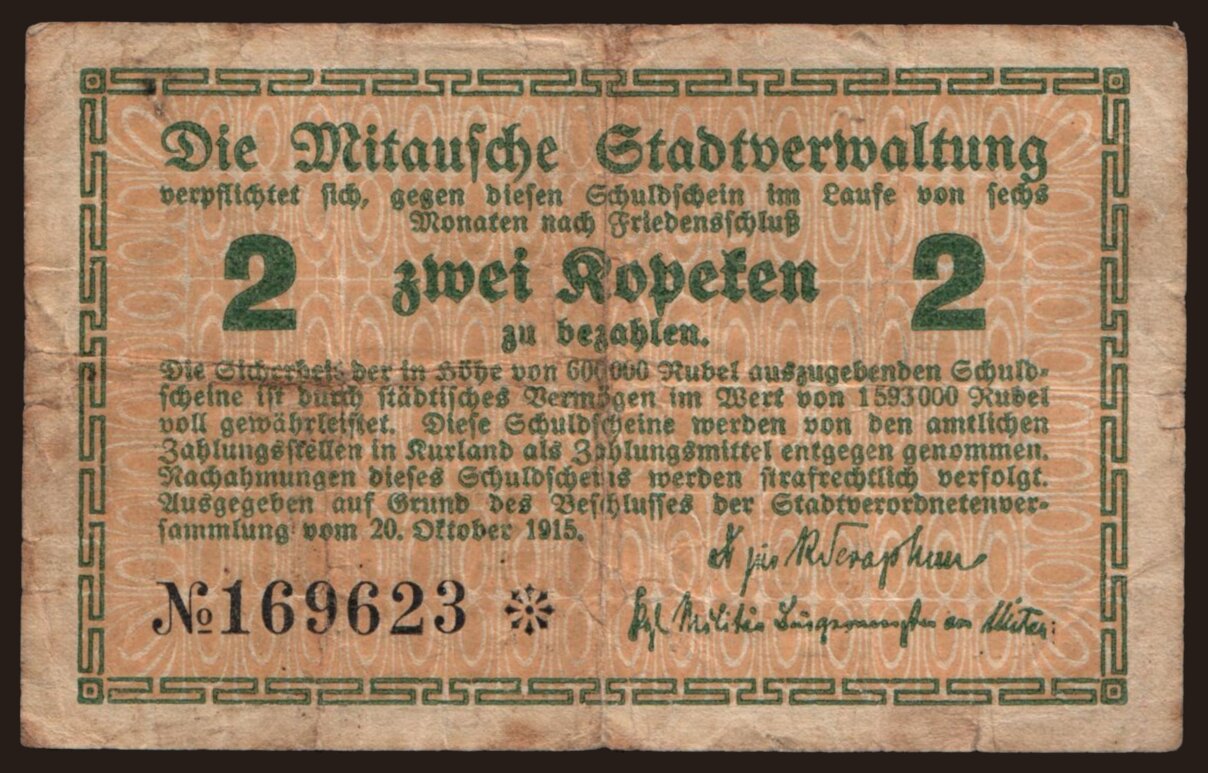 Die Mitausche Stadtverwaltung
verpflichtet sich, gegen diesen Schuldschein im Laufe von sechs
Monaten nach Friedensschluß
2 zwei Kopeken 2
zu bezahlen.
Die Sicherheit der in Höhe von 600000 Rubel auszugebenden Schuld-
scheine ist durch städtisches Vermögen im Wert von 1593000 Rubel
voll gewährleistet. Diese Schuldscheine werden von den amtlichen
Zahlungsstellen in Kurland als Zahlungsmittel entgegen genommen.
Nachahmungen dieses Schuldscheins werden strafrechtlich verfolgt.
Ausgegeben auf Grund des Beschlusses der Stadtverordnetenver-
sammlung vom 20. Oktober 1915.
№169623
Militär Bürgermeister